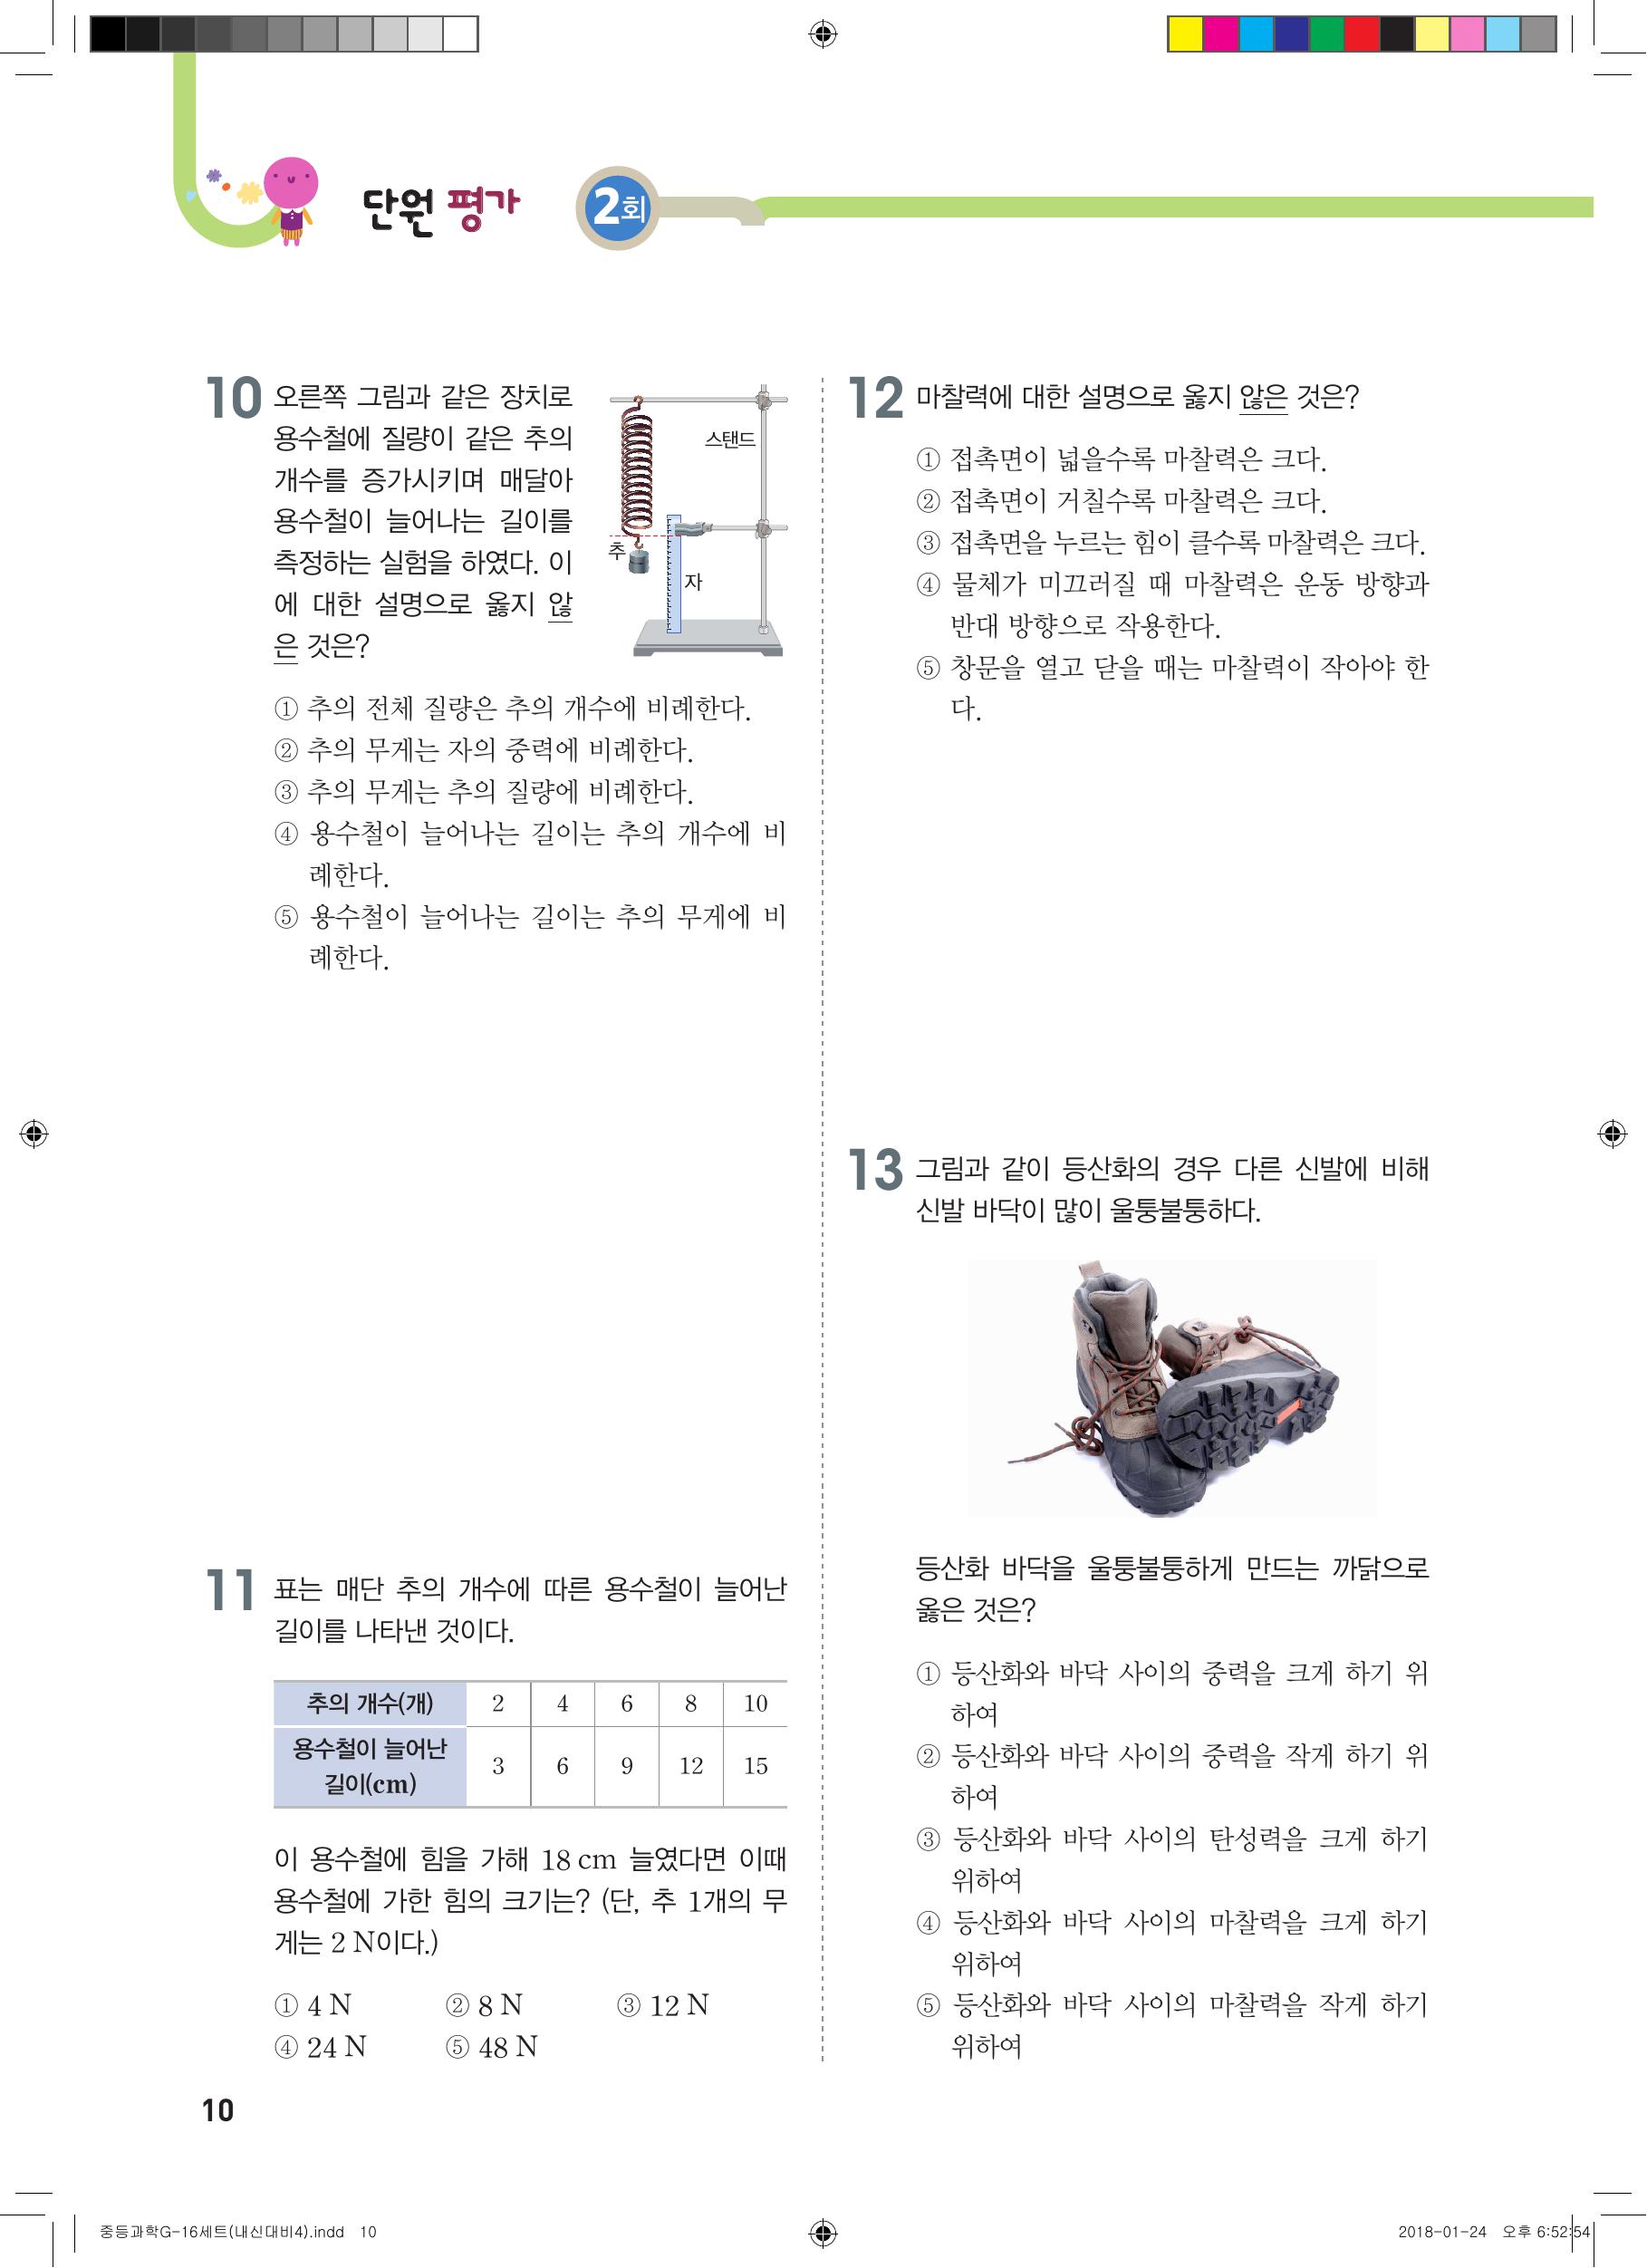 단원 평가 2회
10 오른쪽 그림과 같은 장치로
용수철에 질량이 같은 추의
개수를 증가시키며 매달아
용수철이 늘어나는 길이를
측정하는 실험을 하였다. 이
에 대한 설명으로 옳지 않
은 것은?
스탠드
추
자
① 추의 전체 질량은 추의 개수에 비례한다.
② 추의 무게는 자의 중력에 비례한다.
③ 추의 무게는 추의 질량에 비례한다.
④ 용수철이 늘어나는 길이는 추의 개수에 비
례한다.
⑤ 용수철이 늘어나는 길이는 추의 무게에 비
례한다.
11 표는 매단 추의 개수에 따른 용수철이 늘어난
길이를 나타낸 것이다.
추의 개수(개) 2 4 6 8 10
용수철이 늘어난
길이(cm) 3 6 9 12 15
이 용수철에 힘을 가해 18 cm 늘였다면 이때
용수철에 가한 힘의 크기는? (단, 추 1개의 무
게는 2 N이다.)
① 4 N ② 8 N ③ 12 N
④ 24 N ⑤ 48 N
12 마찰력에 대한 설명으로 옳지 않은 것은?
① 접촉면이 넓을수록 마찰력은 크다.
② 접촉면이 거칠수록 마찰력은 크다.
③ 접촉면을 누르는 힘이 클수록 마찰력은 크다.
④ 물체가 미끄러질 때 마찰력은 운동 방향과
반대 방향으로 작용한다.
⑤ 창문을 열고 닫을 때는 마찰력이 작아야 한
다.
13 그림과 같이 등산화의 경우 다른 신발에 비해
신발 바닥이 많이 울퉁불퉁하다.
등산화 바닥을 울퉁불퉁하게 만드는 까닭으로
옳은 것은?
① 등산화와 바닥 사이의 중력을 크게 하기 위
하여
② 등산화와 바닥 사이의 중력을 작게 하기 위
하여
③ 등산화와 바닥 사이의 탄성력을 크게 하기
위하여
④ 등산화와 바닥 사이의 마찰력을 크게 하기
위하여
⑤ 등산화와 바닥 사이의 마찰력을 작게 하기
위하여
10
중등과학G-16세트(내신대비4).indd 10
2018-01-24 오후 6:52:54